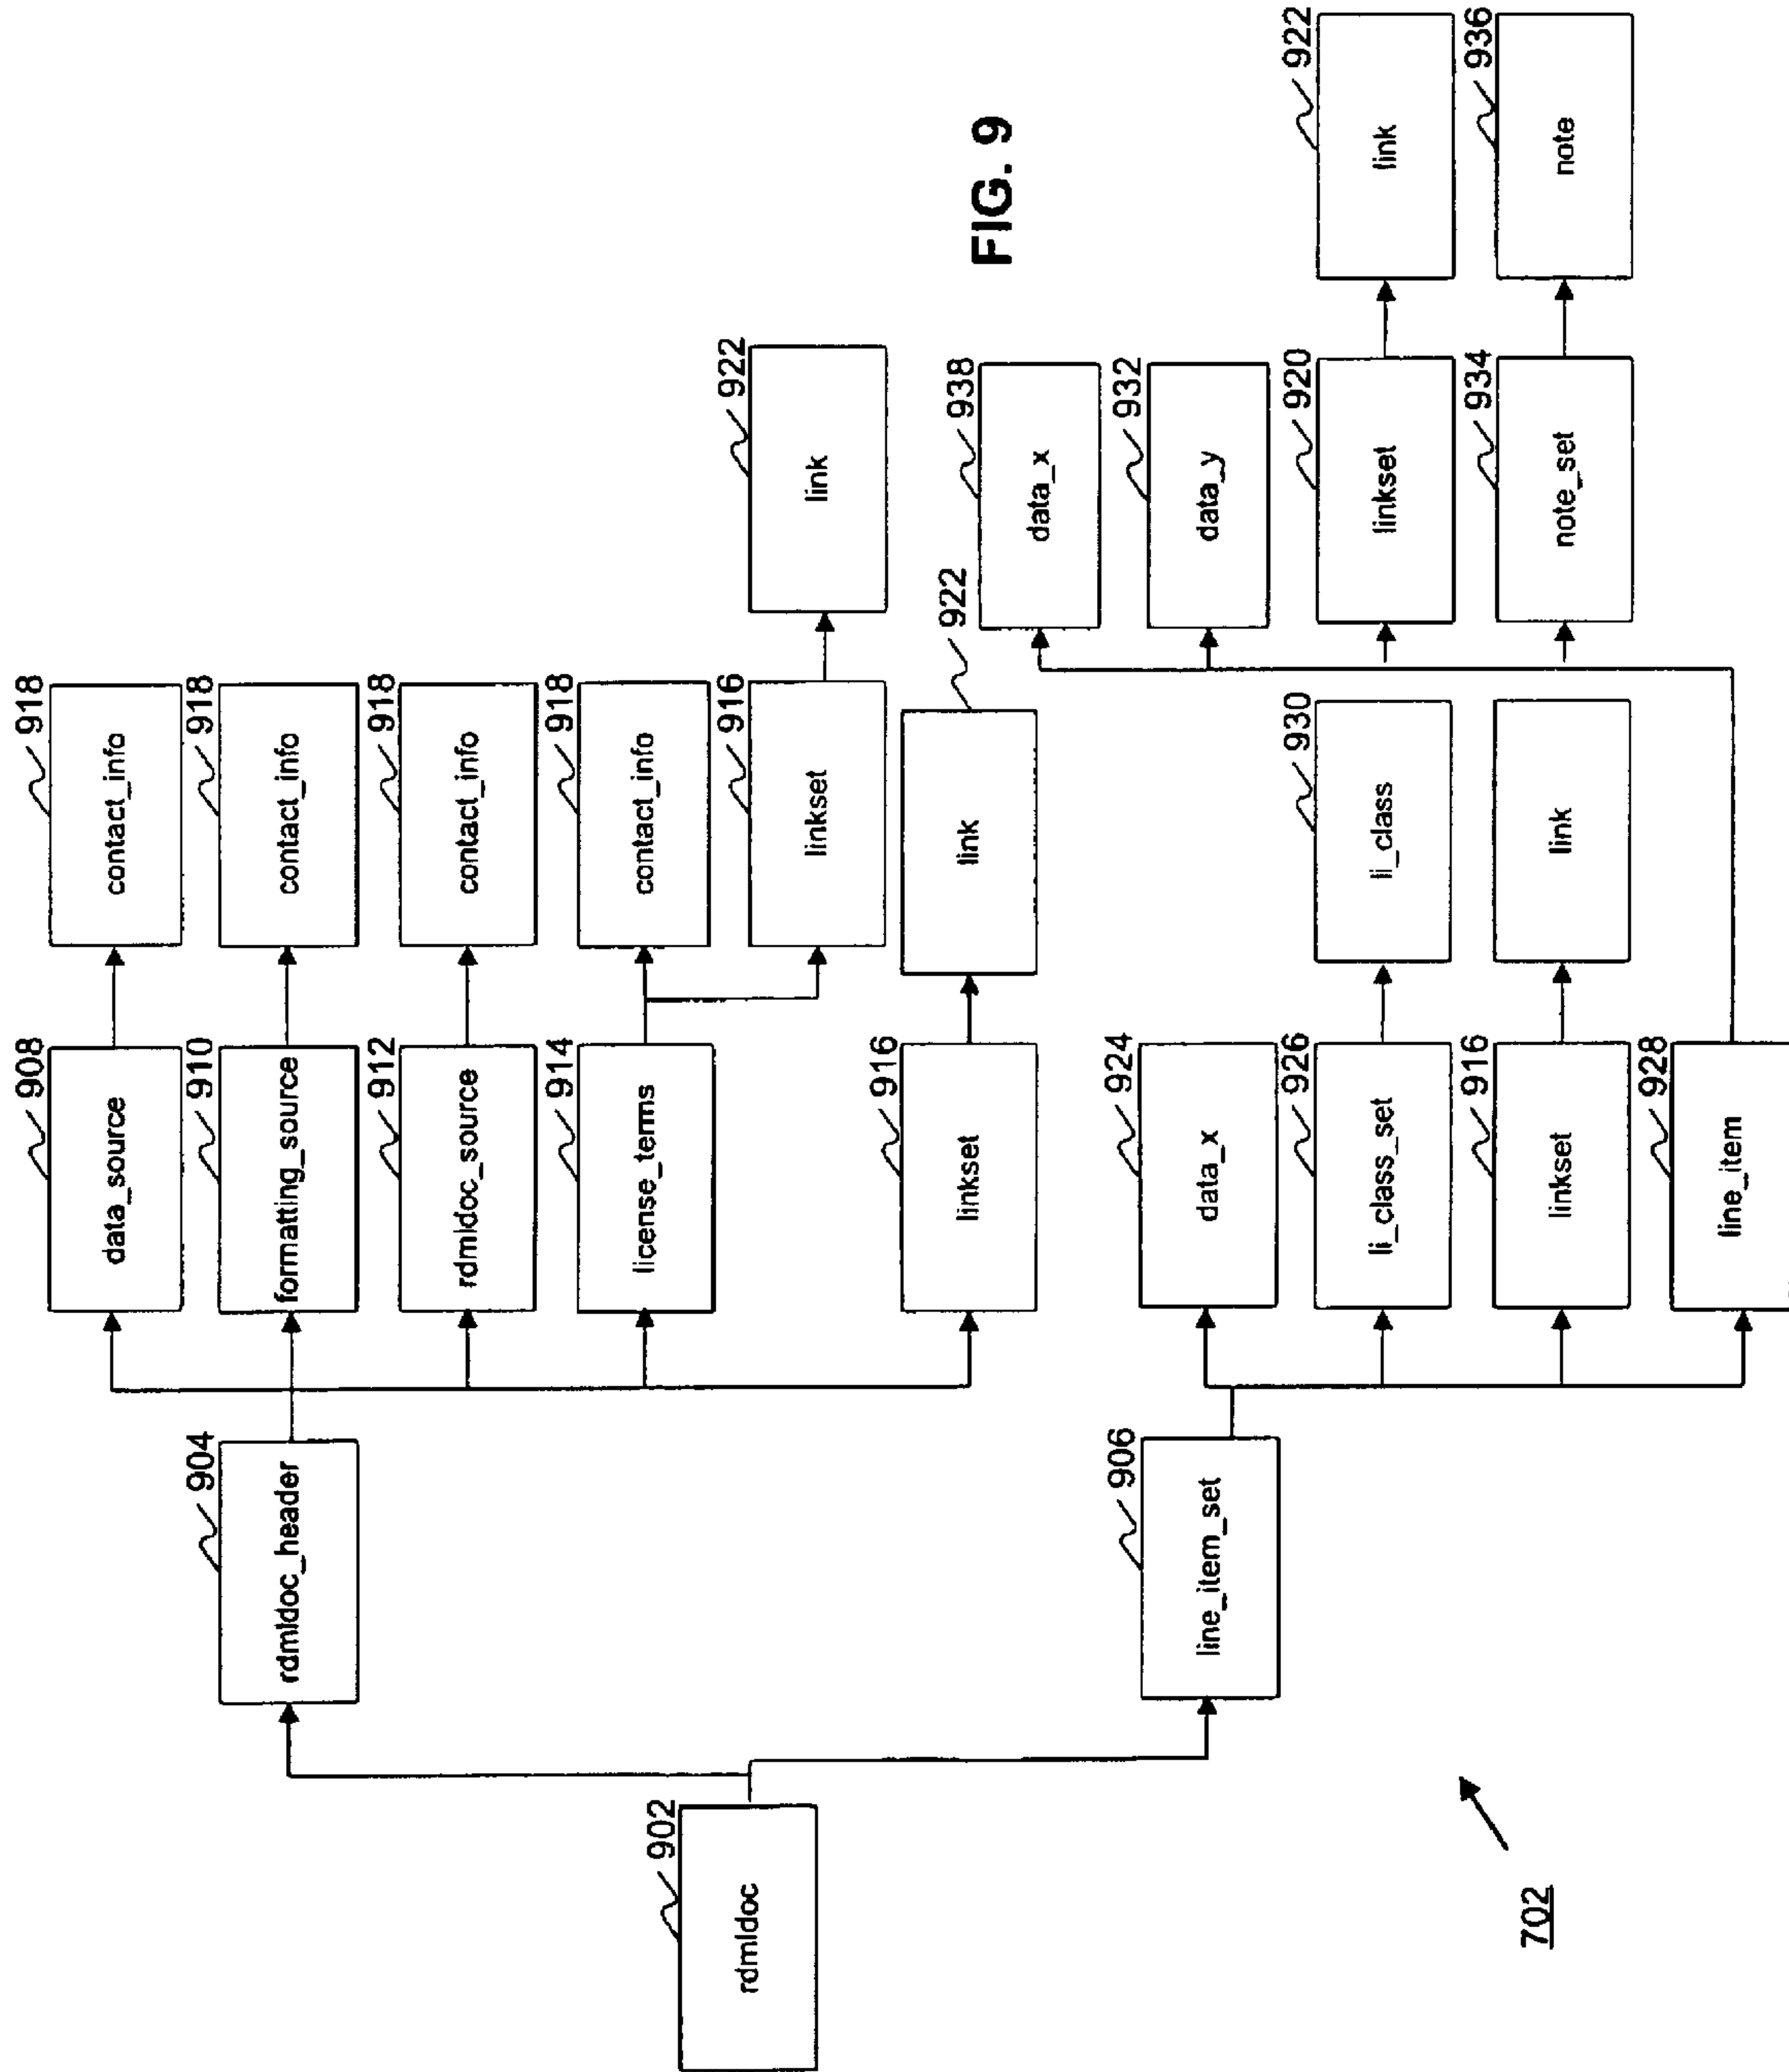 908 918
data_source contact_info
904 910 918
rdmldoc_header formatting_source contact_info
912 918
rdmldoc_source contact_info
914 918
license_terms contact_info
902 916 922
rdmldoc linkset link
916 922
linkset link
938
FIG. 9
data_x
906 924 932
line_item_set data_x data_y
926 930 920 922
li_class_set li_class linkset link
916 934 936
702 linkset link note_set note
928
line_item